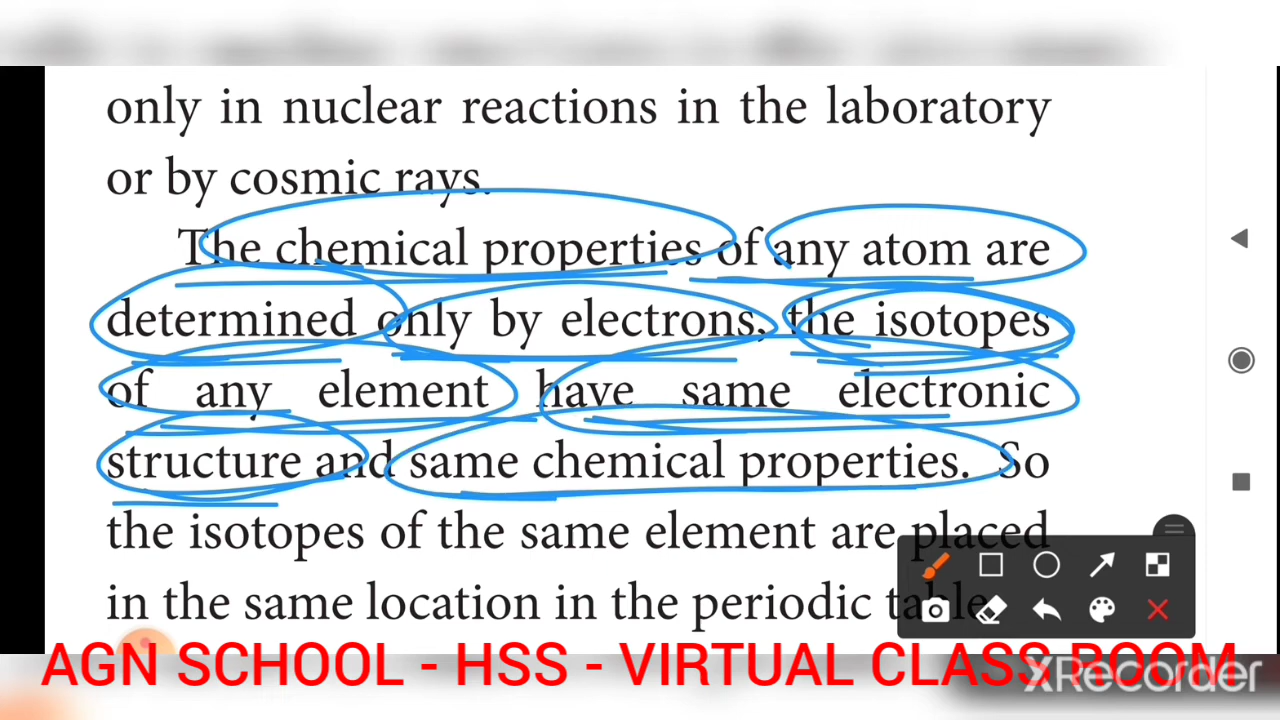 only in nuclear reactions in the laboratory
or by cosmic rays.
The chemical properties of any atom are
determined only by electrons, the isotopes
of any element have same electronic
structure and same chemical properties. So
the isotopes of the same element are placed
in the same location in the periodic table
AGN SCHOOL - HSS - VIRTUAL CLASS ROOM
XRecorder